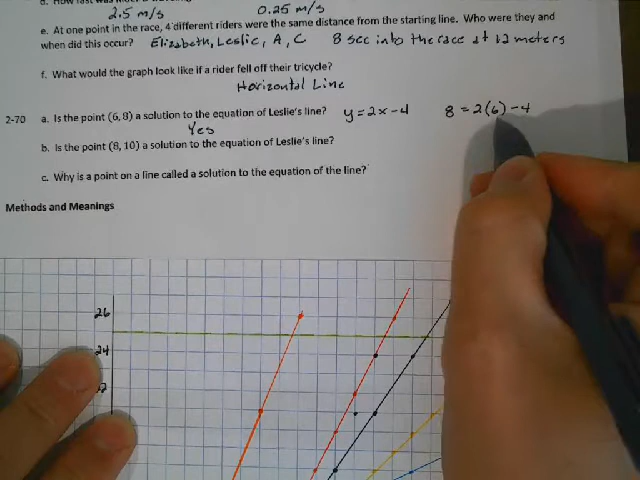 2.5 m/s 0.25 m/s
e. At one point in the race, 4 different riders were the same distance from the starting line. Who were they and
when did this occur? Elizabeth, Leslie, A, C 8 sec into the race at 12 meters
f. What would the graph look like if a rider fell off their tricycle?
Horizontal Line
2-70 a. Is the point (6, 8) a solution to the equation of Leslie's line? y = 2x - 4 8 = 2(6) - 4
Yes
b. Is the point (8, 10) a solution to the equation of Leslie's line?
c. Why is a point on a line called a solution to the equation of the line?
Methods and Meanings
26
24